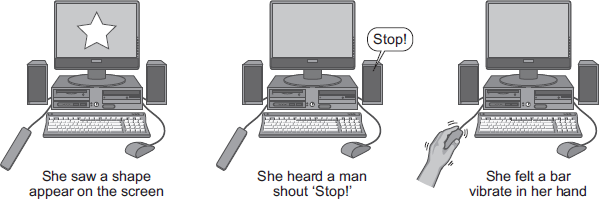 Stop!
She saw a shape
appear on the screen
She heard a man
shout ‘Stop!’
She felt a bar
vibrate in her hand